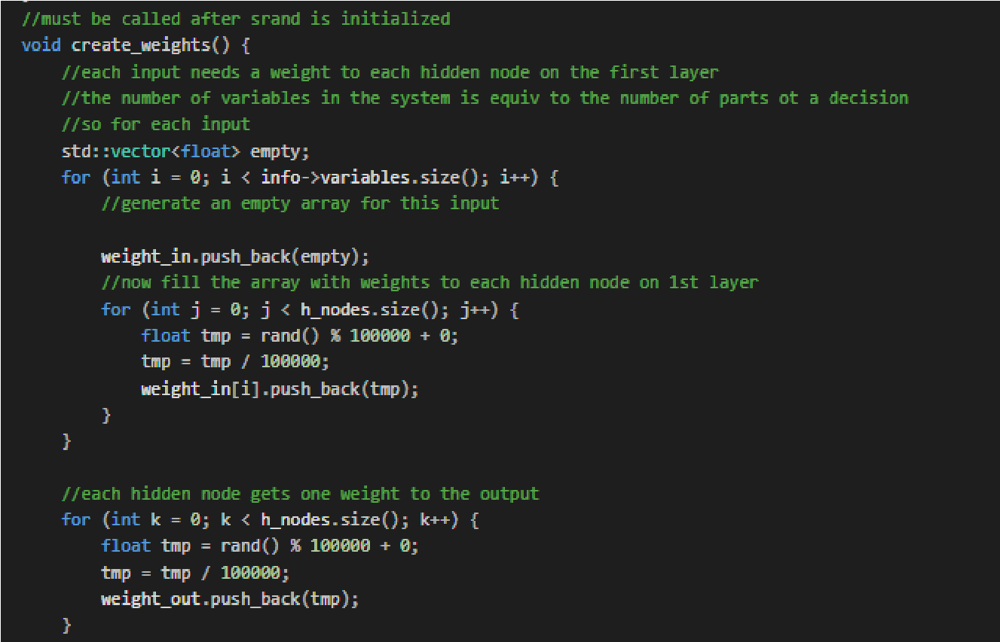 //must be called after srand is initialized
void create_weights() {
    //each input needs a weight to each hidden node on the first layer
    //the number of variables in the system is equiv to the number of parts ot a decision
    //so for each input
    std::vector<float> empty;
    for (int i = 0; i < info->variables.size(); i++) {
        //generate an empty array for this input

        weight_in.push_back(empty);
        //now fill the array with weights to each hidden node on 1st layer
        for (int j = 0; j < h_nodes.size(); j++) {
            float tmp = rand() % 100000 + 0;
            tmp = tmp / 100000;
            weight_in[i].push_back(tmp);
        }
    }

    //each hidden node gets one weight to the output
    for (int k = 0; k < h_nodes.size(); k++) {
        float tmp = rand() % 100000 + 0;
        tmp = tmp / 100000;
        weight_out.push_back(tmp);
    }